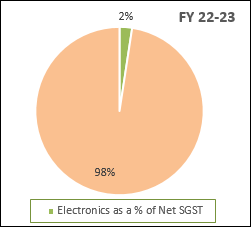 FY 22-23
2%
98%
Electronics as a % of Net SGST